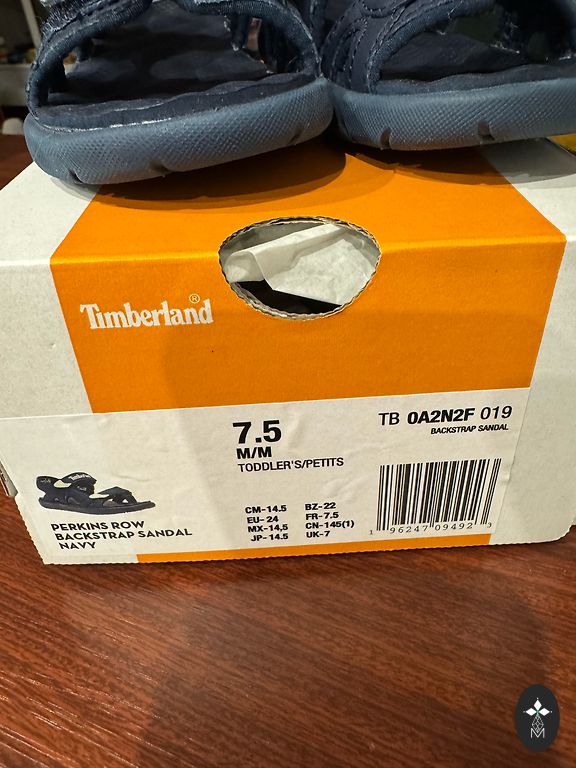 Timberland®
7.5
M/M
TODDLER'S/PETITS
TB 0A2N2F 019
BACKSTRAP SANDAL
CM-14.5 BZ-22
EU-24 FR-7.5
MX-14,5 CN-145(1)
JP-14.5 UK-7
PERKINS ROW
BACKSTRAP SANDAL
NAVY
1 96247 09492 3
Timberland
M